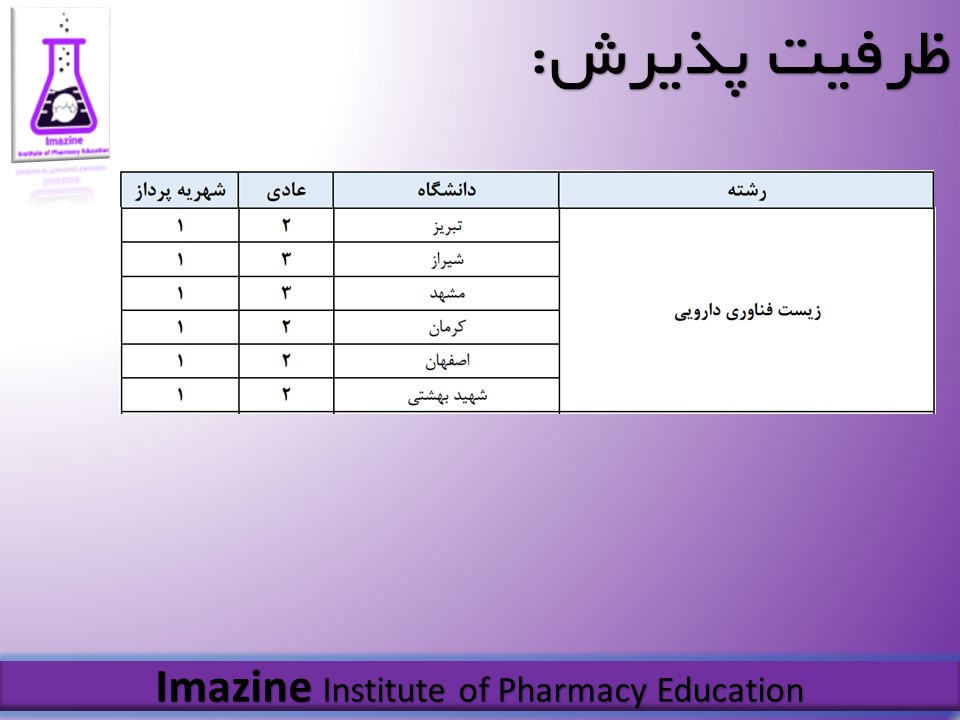 ظرفیت پذیرش:
Imazine
Institute of Pharmacy Education
رشته دانشگاه عادی شهریه پرداز
زیست فناوری دارویی
تبریز ۲ ۱
شیراز ۳ ۱
مشهد ۳ ۱
کرمان ۲ ۱
اصفهان ۲ ۱
شهید بهشتی ۲ ۱
Imazine Institute of Pharmacy Education